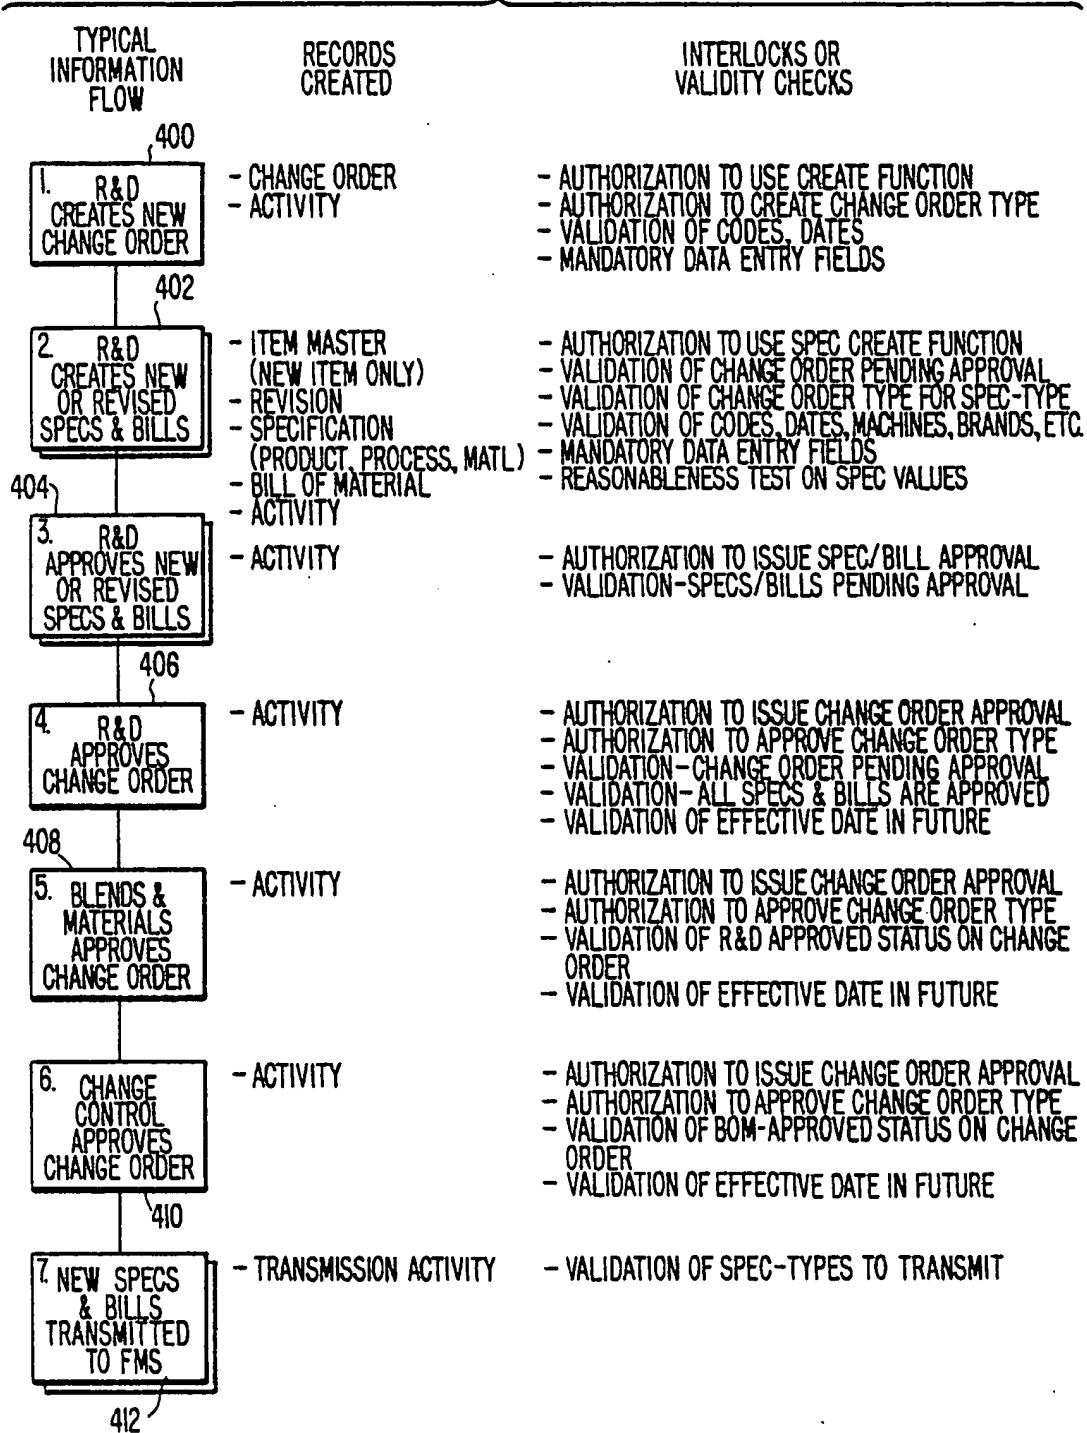 TYPICAL
INFORMATION
FLOW
RECORDS
CREATED
INTERLOCKS OR
VALIDITY CHECKS
400
1. R&D
CREATES NEW
CHANGE ORDER
- CHANGE ORDER
- ACTIVITY
- AUTHORIZATION TO USE CREATE FUNCTION
- AUTHORIZATION TO CREATE CHANGE ORDER TYPE
- VALIDATION OF CODES, DATES
- MANDATORY DATA ENTRY FIELDS
402
2. R&D
CREATES NEW
OR REVISED
SPECS & BILLS
- ITEM MASTER
(NEW ITEM ONLY)
- REVISION
- SPECIFICATION
(PRODUCT, PROCESS, MATL)
- BILL OF MATERIAL
- ACTIVITY
- AUTHORIZATION TO USE SPEC CREATE FUNCTION
- VALIDATION OF CHANGE ORDER PENDING APPROVAL
- VALIDATION OF CHANGE ORDER TYPE FOR SPEC-TYPE
- VALIDATION OF CODES, DATES, MACHINES, BRANDS, ETC.
- MANDATORY DATA ENTRY FIELDS
- REASONABLENESS TEST ON SPEC VALUES
404
3. R&D
APPROVES NEW
OR REVISED
SPECS & BILLS
- ACTIVITY
- AUTHORIZATION TO ISSUE SPEC/BILL APPROVAL
- VALIDATION-SPECS/BILLS PENDING APPROVAL
406
4. R&D
APPROVES
CHANGE ORDER
- ACTIVITY
- AUTHORIZATION TO ISSUE CHANGE ORDER APPROVAL
- AUTHORIZATION TO APPROVE CHANGE ORDER TYPE
- VALIDATION-CHANGE ORDER PENDING APPROVAL
- VALIDATION-ALL SPECS & BILLS ARE APPROVED
- VALIDATION OF EFFECTIVE DATE IN FUTURE
408
5. BLENDS &
MATERIALS
APPROVES
CHANGE ORDER
- ACTIVITY
- AUTHORIZATION TO ISSUE CHANGE ORDER APPROVAL
- AUTHORIZATION TO APPROVE CHANGE ORDER TYPE
- VALIDATION OF R&D APPROVED STATUS ON CHANGE
ORDER
- VALIDATION OF EFFECTIVE DATE IN FUTURE
6. CHANGE
CONTROL
APPROVES
CHANGE ORDER
410
- ACTIVITY
- AUTHORIZATION TO ISSUE CHANGE ORDER APPROVAL
- AUTHORIZATION TO APPROVE CHANGE ORDER TYPE
- VALIDATION OF BOM-APPROVED STATUS ON CHANGE
ORDER
- VALIDATION OF EFFECTIVE DATE IN FUTURE
7. NEW SPECS
& BILLS
TRANSMITTED
TO FMS
412
- TRANSMISSION ACTIVITY
- VALIDATION OF SPEC-TYPES TO TRANSMIT